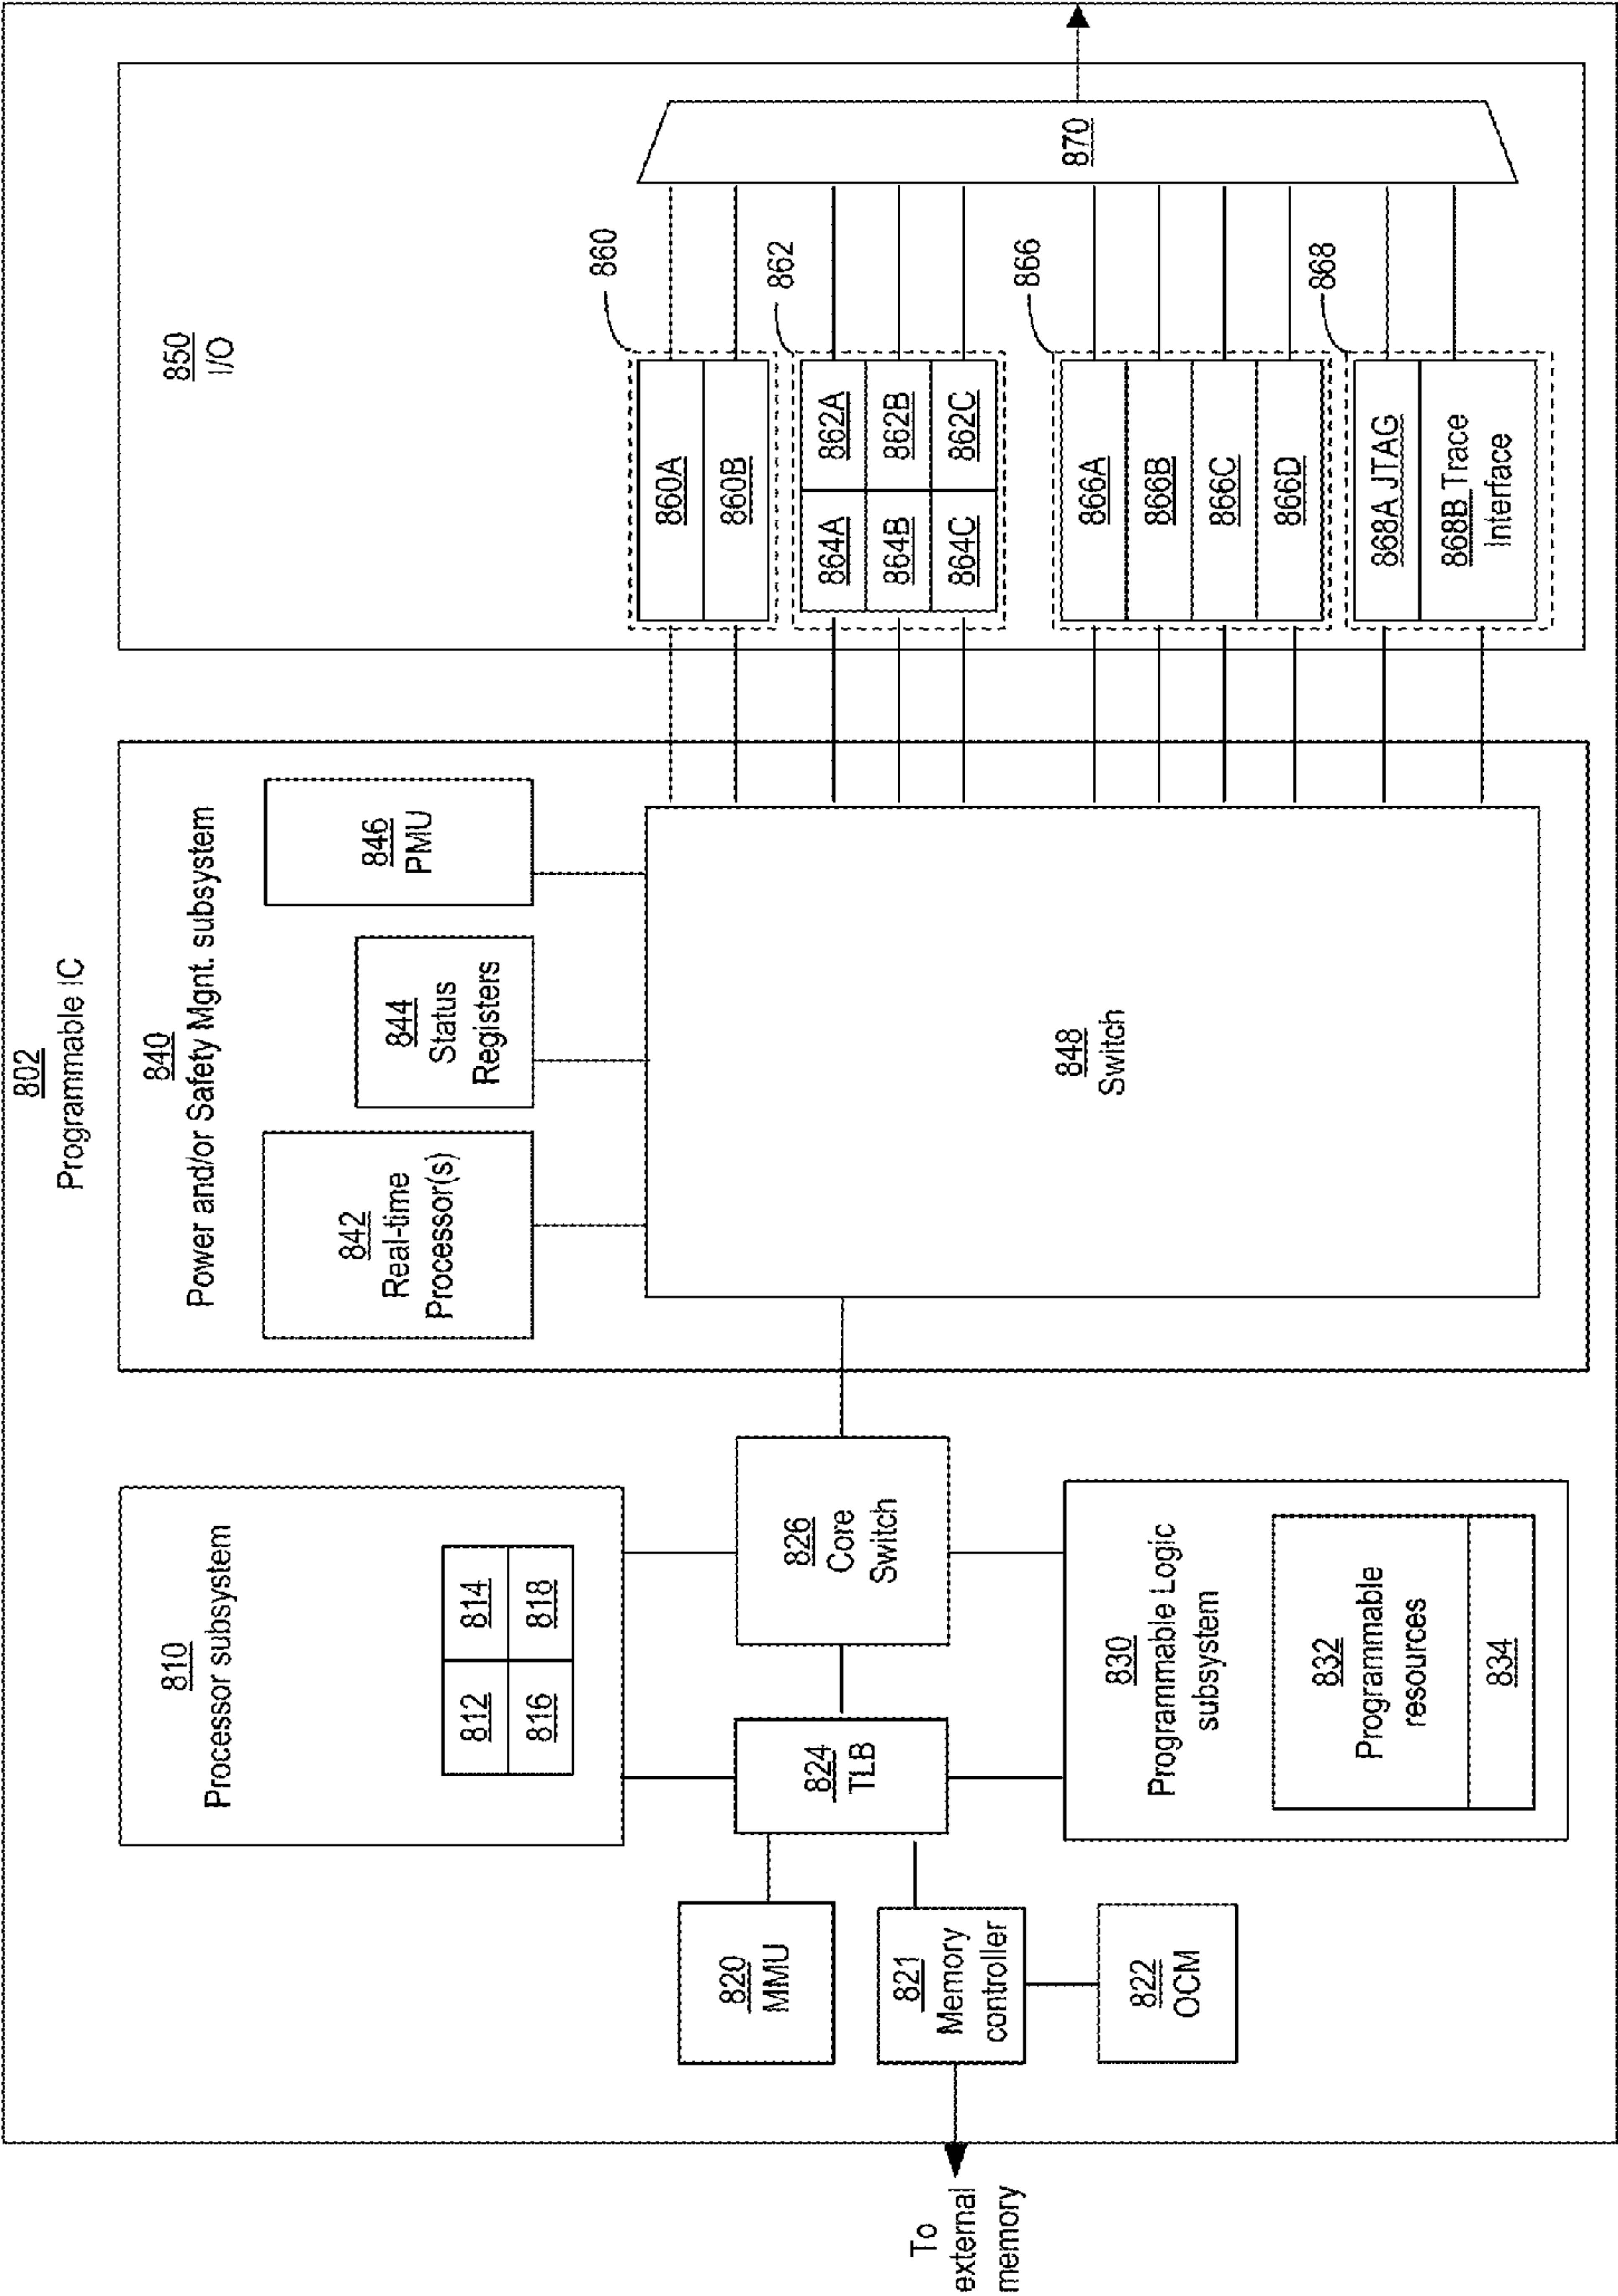 802
Programmable IC
To
external
memory
820
MMU
821
Memory
controller
822
OCM
810
Processor subsystem
812
814
816
818
824
TLB
826
Core
Switch
830
Programmable Logic
subsystem
832
Programmable
resources
834
840
Power and/or Safety Mgnt. subsystem
842
Real-time
Processor(s)
844
Status
Registers
846
PMU
848
Switch
850
I/O
860
860A
860B
862
864A
862A
864B
862B
864C
862C
866
866A
866B
866C
866D
868
868A JTAG
868B Trace
Interface
870